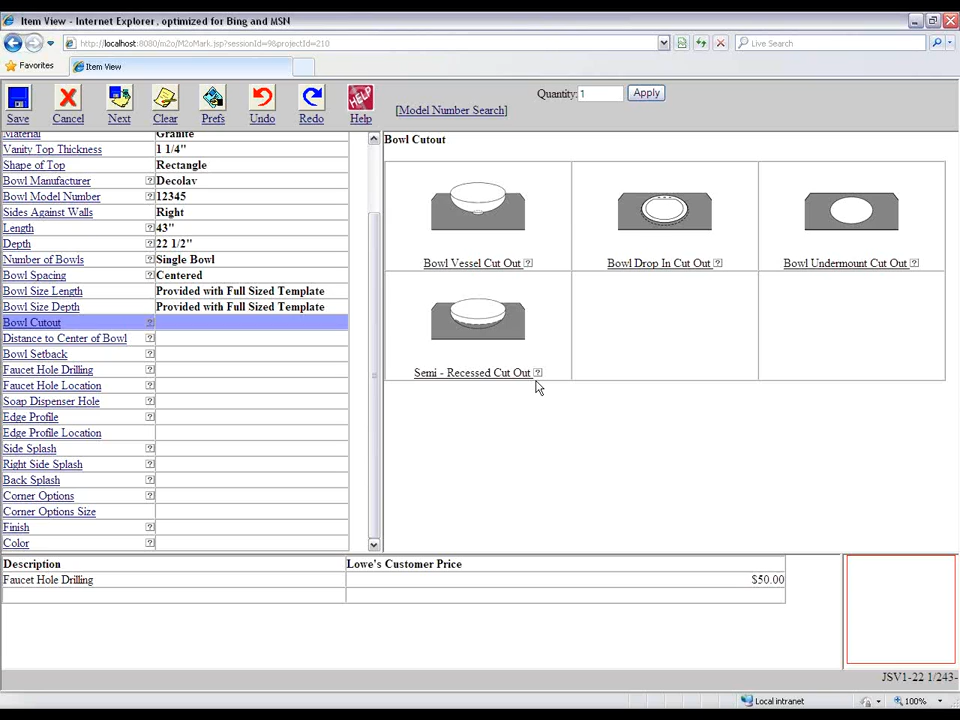 Item View - Internet Explorer, optimized for Bing and MSN
http://localhost:8080/m2o/M2oMark.jsp?sessionId=9&projectId=210
Live Search
Favorites
Item View
Save
Cancel
Next
Clear
Prefs
Undo
Redo
HELP
Help
[Model Number Search]
Quantity: 1
Apply
Material Granite
Vanity Top Thickness 1 1/4"
Shape of Top Rectangle
Bowl Manufacturer ? Decolav
Bowl Model Number ? 12345
Sides Against Walls Right
Length ? 43"
Depth ? 22 1/2"
Number of Bowls ? Single Bowl
Bowl Spacing ? Centered
Bowl Size Length ? Provided with Full Sized Template
Bowl Size Depth ? Provided with Full Sized Template
Bowl Cutout ?
Distance to Center of Bowl ?
Bowl Setback ?
Faucet Hole Drilling ?
Faucet Hole Location ?
Soap Dispenser Hole ?
Edge Profile ?
Edge Profile Location
Side Splash ?
Right Side Splash ?
Back Splash ?
Corner Options ?
Corner Options Size
Finish ?
Color ?
Bowl Cutout
Bowl Vessel Cut Out ?
Bowl Drop In Cut Out ?
Bowl Undermount Cut Out ?
Semi - Recessed Cut Out ?
Description Lowe's Customer Price
Faucet Hole Drilling $50.00
JSV1-22 1/243-
Local intranet
100%